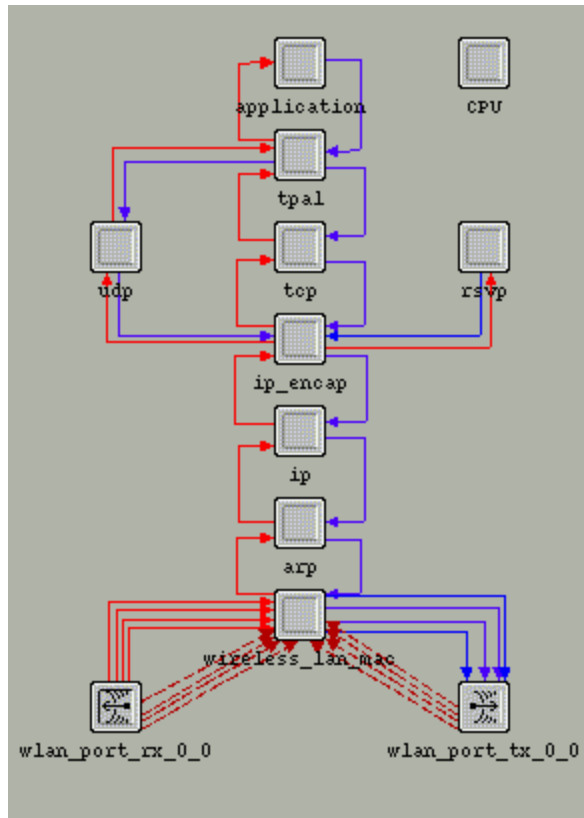 application
CPU
tpal
udp
tcp
rsvp
ip_encap
ip
arp
wireless_lan_mac
wlan_port_rx_0_0
wlan_port_tx_0_0